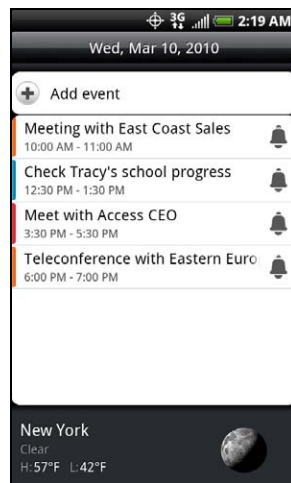 3G 2:19 AM
Wed, Mar 10, 2010
Add event
Meeting with East Coast Sales
10:00 AM - 11:00 AM
Check Tracy's school progress
12:30 PM - 1:30 PM
Meet with Access CEO
3:30 PM - 5:30 PM
Teleconference with Eastern Euro
6:00 PM - 7:00 PM
New York
Clear
H:57°F L:42°F